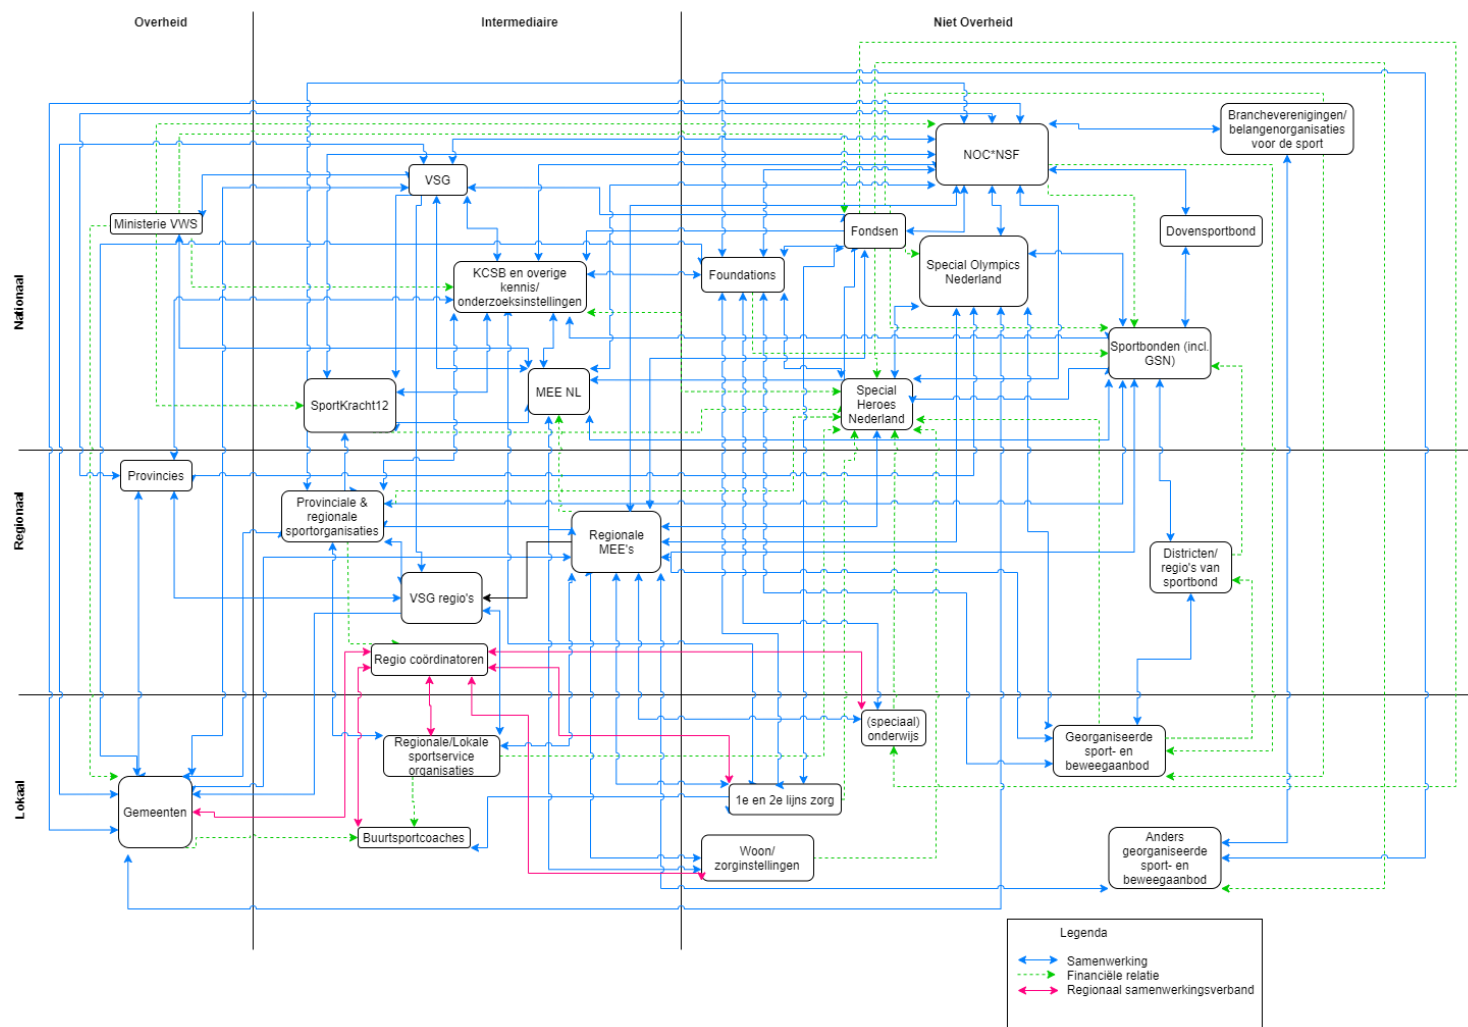 Overheid
Intermediaire
Niet Overheid
Nationaal
Regionaal
Lokaal
Brancheverenigingen/
belangenorganisaties
voor de sport
NOC*NSF
VSG
Ministerie VWS
Fondsen
Dovensportbond
Special Olympics
Nederland
KCSB en overige
kennis/
onderzoeksinstellingen
Foundations
Sportbonden (incl.
GSN)
SportKracht12
MEE NL
Special
Heroes
Nederland
Provincies
Provinciale &
regionale
sportorganisaties
Regionale
MEE's
Districten/
regio's van
sportbond
VSG regio's
Regio coördinatoren
(speciaal)
onderwijs
Regionale/Lokale
sportservice
organisaties
Georganiseerde
sport- en
beweegaanbod
Gemeenten
1e en 2e lijns zorg
Buurtsportcoaches
Woon/
zorginstellingen
Anders
georganiseerde
sport- en
beweegaanbod
Legenda
Samenwerking
Financiële relatie
Regionaal samenwerkingsverband